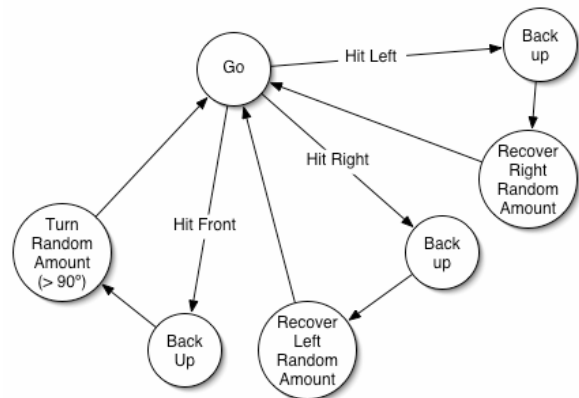 Go
Hit Left
Back
up
Recover
Right
Random
Amount
Hit Right
Back
up
Recover
Left
Random
Amount
Hit Front
Back
Up
Turn
Random
Amount
(> 90°)